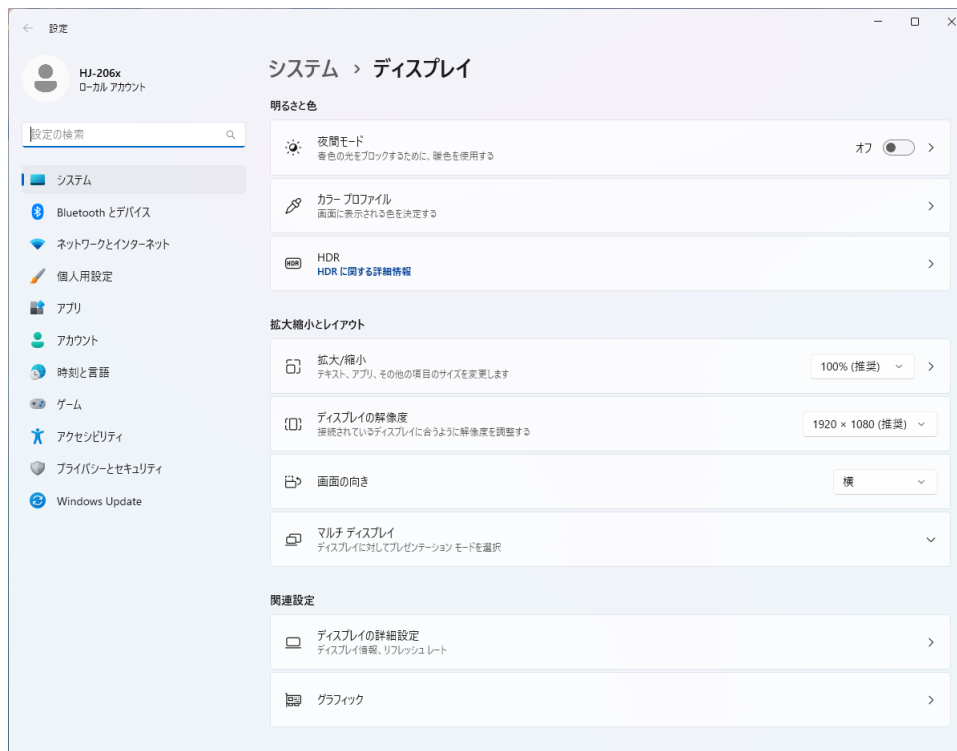 設定
HJ-206x
ローカル アカウント
設定の検索
システム
Bluetooth とデバイス
ネットワークとインターネット
個人用設定
アプリ
アカウント
時刻と言語
ゲーム
アクセシビリティ
プライバシーとセキュリティ
Windows Update
システム › ディスプレイ
明るさと色
夜間モード
青色の光をブロックするために、暖色を使用する
オフ
カラー プロファイル
画面に表示される色を決定する
HDR
HDR
HDR に関する詳細情報
拡大縮小とレイアウト
拡大/縮小
テキスト、アプリ、その他の項目のサイズを変更します
100% (推奨)
ディスプレイの解像度
接続されているディスプレイに合うように解像度を調整する
1920 × 1080 (推奨)
画面の向き
横
マルチ ディスプレイ
ディスプレイに対してプレゼンテーション モードを選択
関連設定
ディスプレイの詳細設定
ディスプレイ情報、リフレッシュ レート
グラフィック